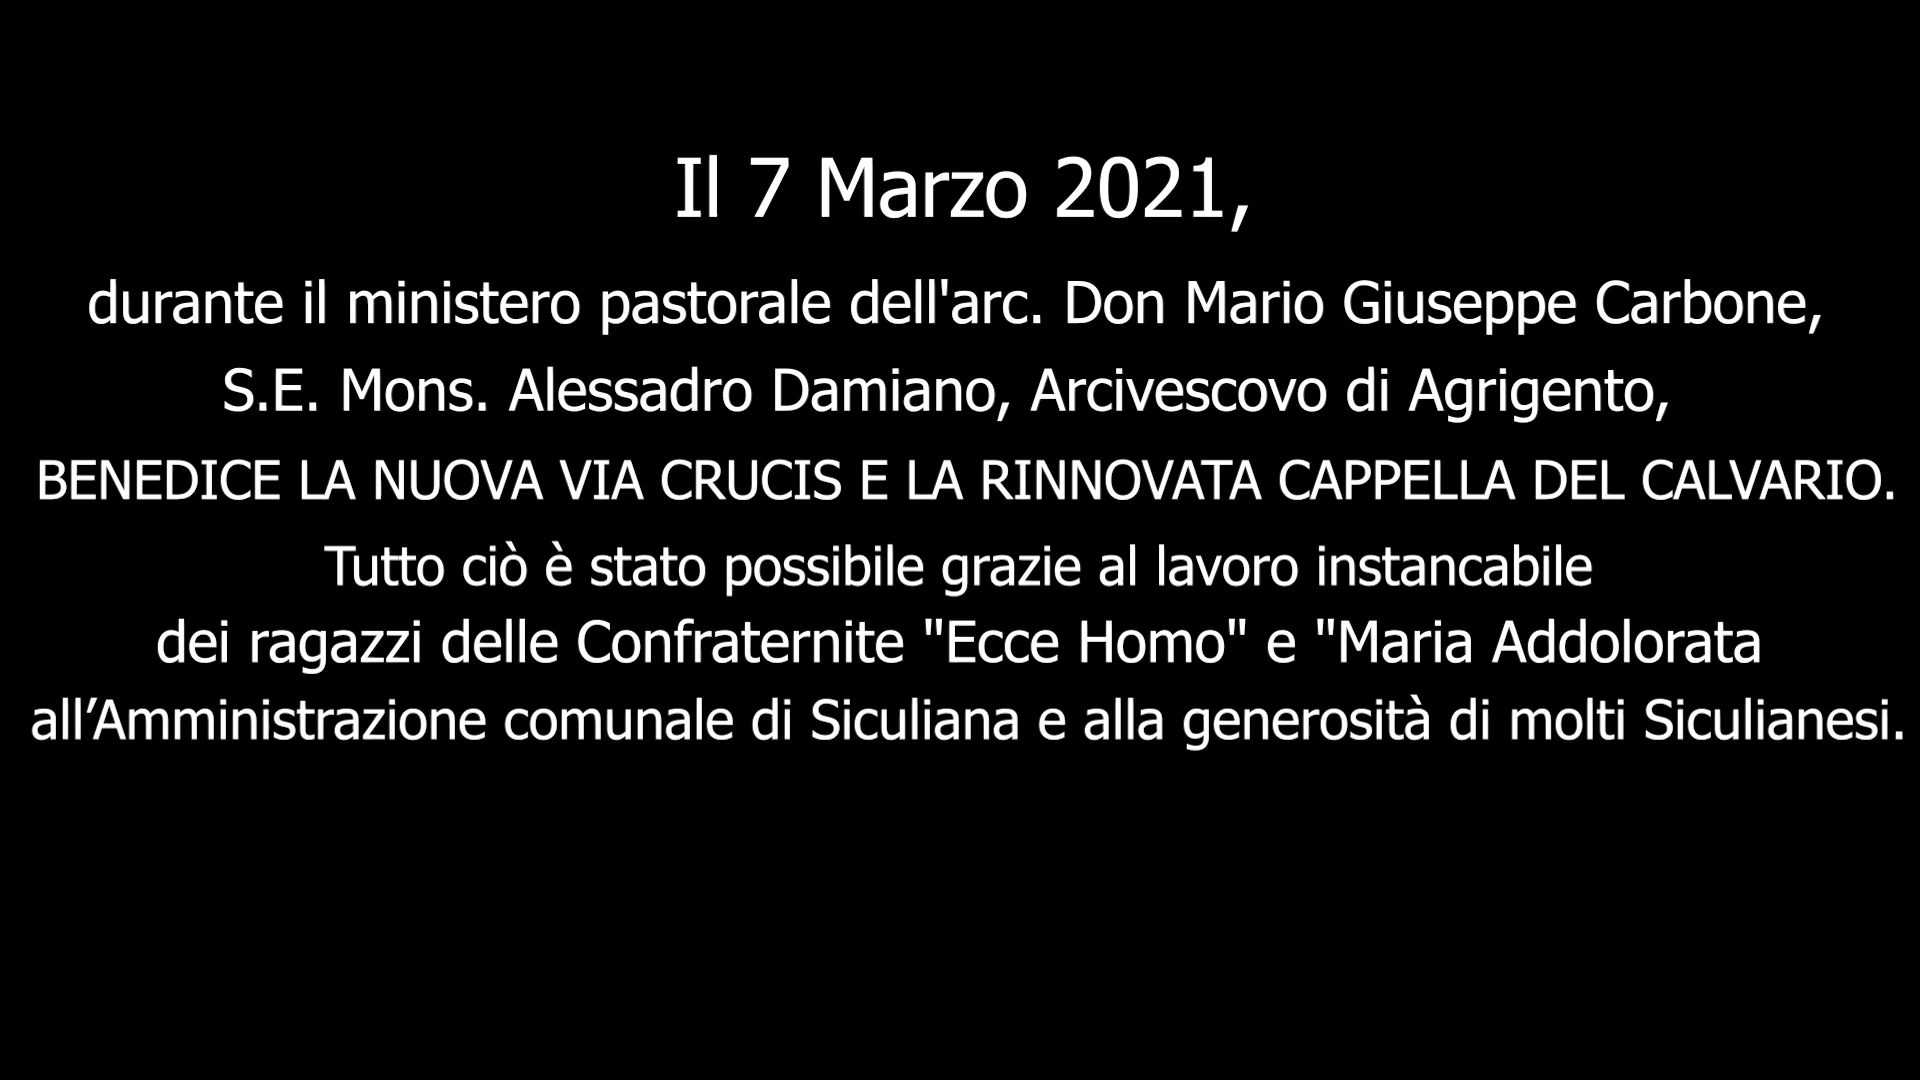 Il 7 Marzo 2021,
durante il ministero pastorale dell'arc. Don Mario Giuseppe Carbone,
S.E. Mons. Alessadro Damiano, Arcivescovo di Agrigento,
BENEDICE LA NUOVA VIA CRUCIS E LA RINNOVATA CAPPELLA DEL CALVARIO.
Tutto ciò è stato possibile grazie al lavoro instancabile
dei ragazzi delle Confraternite "Ecce Homo" e "Maria Addolorata
all’Amministrazione comunale di Siculiana e alla generosità di molti Siculianesi.